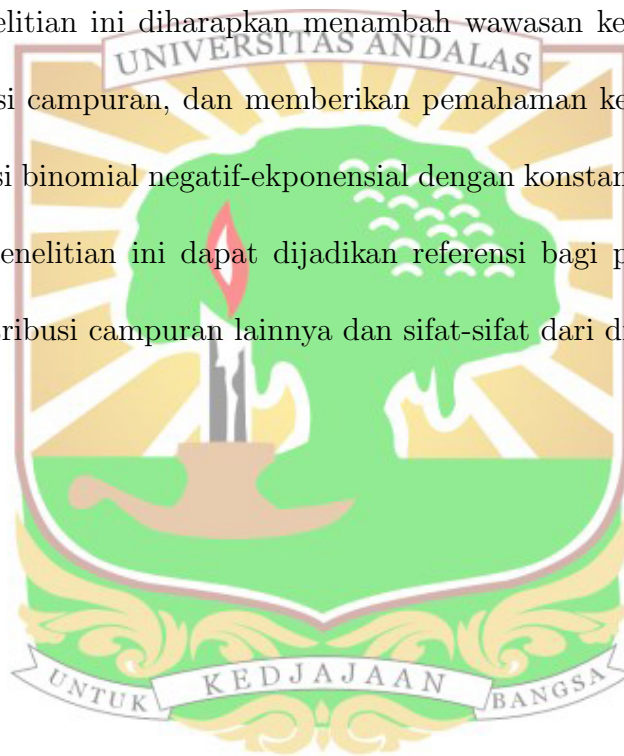 elitian ini diharapkan menambah wawasan ke
UNIVERSITAS ANDALAS
si campuran, dan memberikan pemahaman ke
si binomial negatif-ekponensial dengan konstan
enelitian ini dapat dijadikan referensi bagi p
tribusi campuran lainnya dan sifat-sifat dari di
UNTUK KEDJAJAAN BANGSA